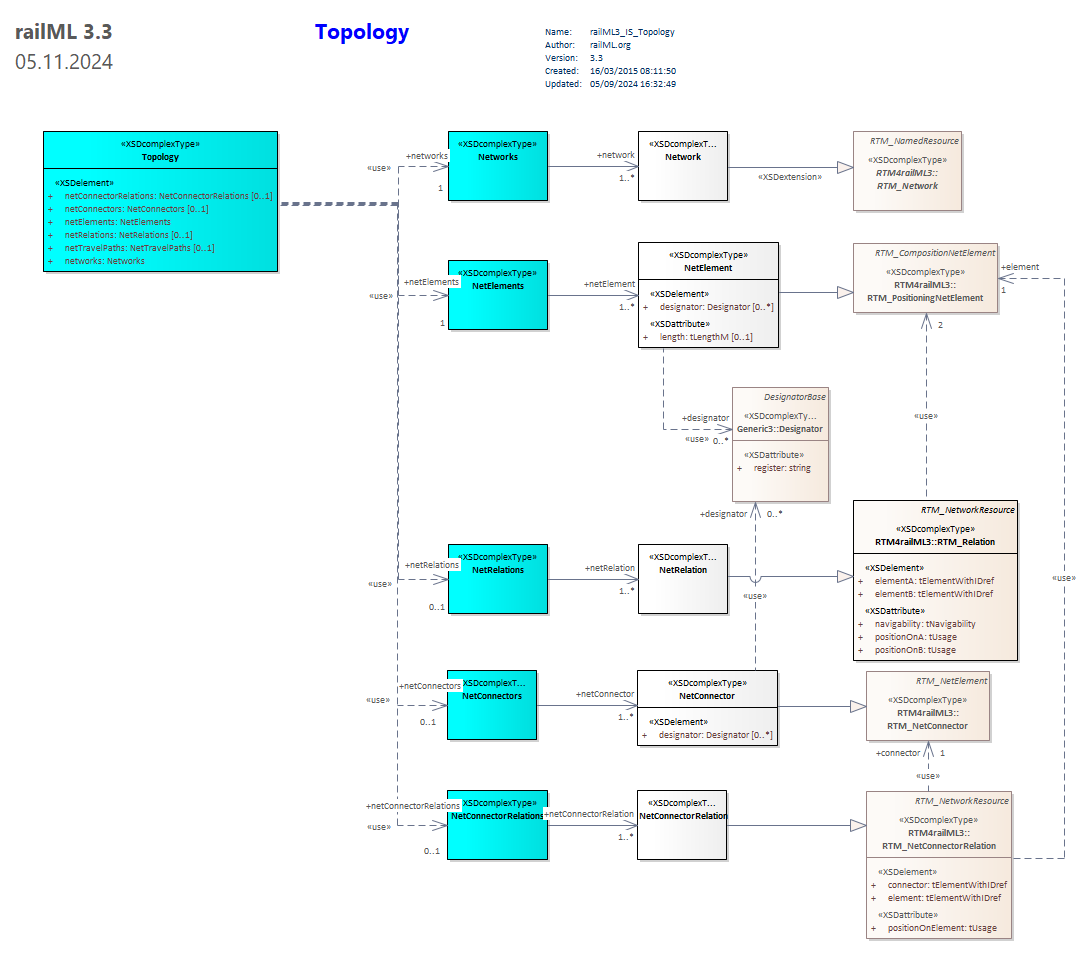 railML 3.3
05.11.2024
Topology
Name: railML3_IS_Topology
Author: railML.org
Version: 3.3
Created: 16/03/2015 08:11:50
Updated: 05/09/2024 16:32:49
«XSDcomplexType»
Topology
«XSDelement»
+ netConnectorRelations: NetConnectorRelations [0..1]
+ netConnectors: NetConnectors [0..1]
+ netElements: NetElements
+ netRelations: NetRelations [0..1]
+ netTravelPaths: NetTravelPaths [0..1]
+ networks: Networks
«use»
+networks
1
«XSDcomplexType»
Networks
+network
1..*
«XSDcomplexT...
Network
«XSDextension»
RTM_NamedResource
«XSDcomplexType»
RTM4railML3::
RTM_Network
«use»
+netElements
1
«XSDcomplexType»
NetElements
+netElement
1..*
«XSDcomplexType»
NetElement
«XSDelement»
+ designator: Designator [0..*]
«XSDattribute»
+ length: tLengthM [0..1]
RTM_CompositionNetElement
«XSDcomplexType»
RTM4railML3::
RTM_PositioningNetElement
+element
1
2
«use»
+designator
«use» 0..*
DesignatorBase
«XSDcomplexTy...
Generic3::Designator
«XSDattribute»
+ register: string
+designator 0..*
«use»
«use»
+netRelations
0..1
«XSDcomplexType»
NetRelations
+netRelation
1..*
«XSDcomplexT...
NetRelation
RTM_NetworkResource
«XSDcomplexType»
RTM4railML3::RTM_Relation
«XSDelement»
+ elementA: tElementWithIDref
+ elementB: tElementWithIDref
«XSDattribute»
+ navigability: tNavigability
+ positionOnA: tUsage
+ positionOnB: tUsage
«use»
«use»
+netConnectors
0..1
XSDcomplexT...
NetConnectors
+netConnector
1..*
«XSDcomplexType»
NetConnector
«XSDelement»
+ designator: Designator [0..*]
RTM_NetElement
«XSDcomplexType»
RTM4railML3::
RTM_NetConnector
+connector 1
«use»
+netConnectorRelations
«use»
0..1
XSDcomplexType»
NetConnectorRelations
+netConnectorRelation
1..*
«XSDcomplexT...
NetConnectorRelation
RTM_NetworkResource
«XSDcomplexType»
RTM4railML3::
RTM_NetConnectorRelation
«XSDelement»
+ connector: tElementWithIDref
+ element: tElementWithIDref
«XSDattribute»
+ positionOnElement: tUsage